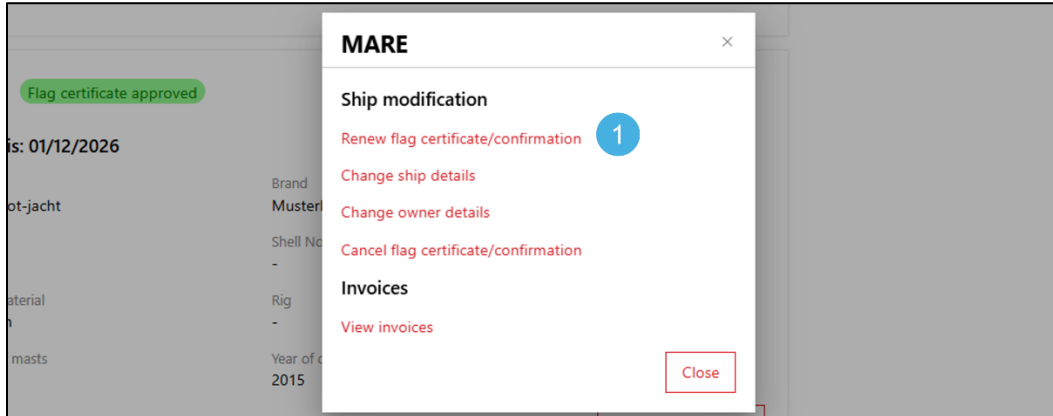 MARE
×
Ship modification
Flag certificate approved
Renew flag certificate/confirmation
1
is: 01/12/2026
Change ship details
Brand
ot-jacht
Change owner details
Shell No
-
Cancel flag certificate/confirmation
Invoices
aterial
Rig
-
View invoices
masts
Year of
2015
Close